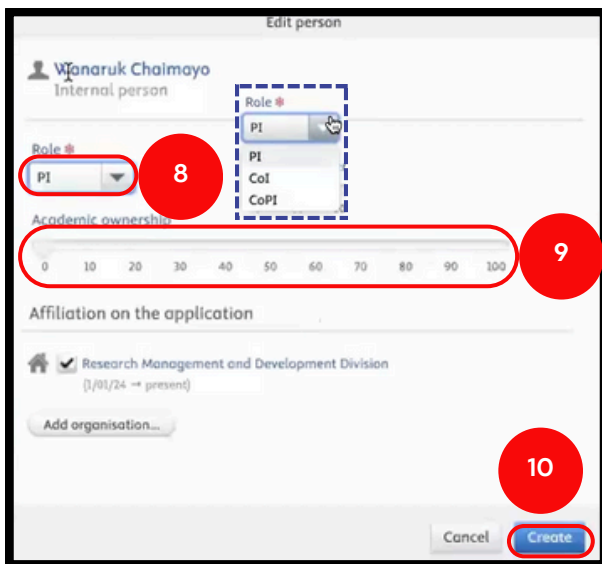 Edit person
Wanaruk Chaimayo
Internal person
Role *
PI
8
Role *
PI
PI
CoI
CoPI
Academic ownership
0 10 20 30 40 50 60 70 80 90 100
9
Affiliation on the application
Research Management and Development Division
(1/01/24 → present)
Add organisation...
10
Cancel Create